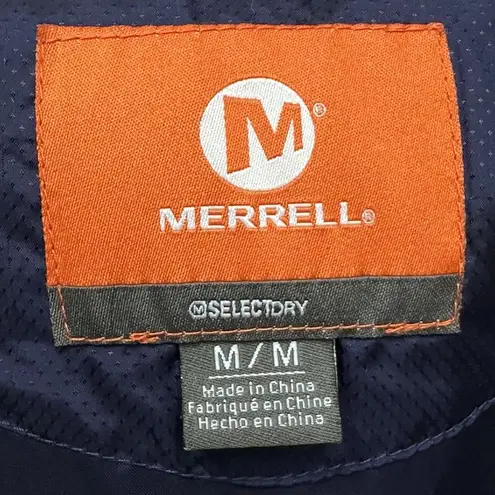 M®
MERRELL®
M SELECTDRY
M / M
Made in China
Fabriqué en Chine
Hecho en China